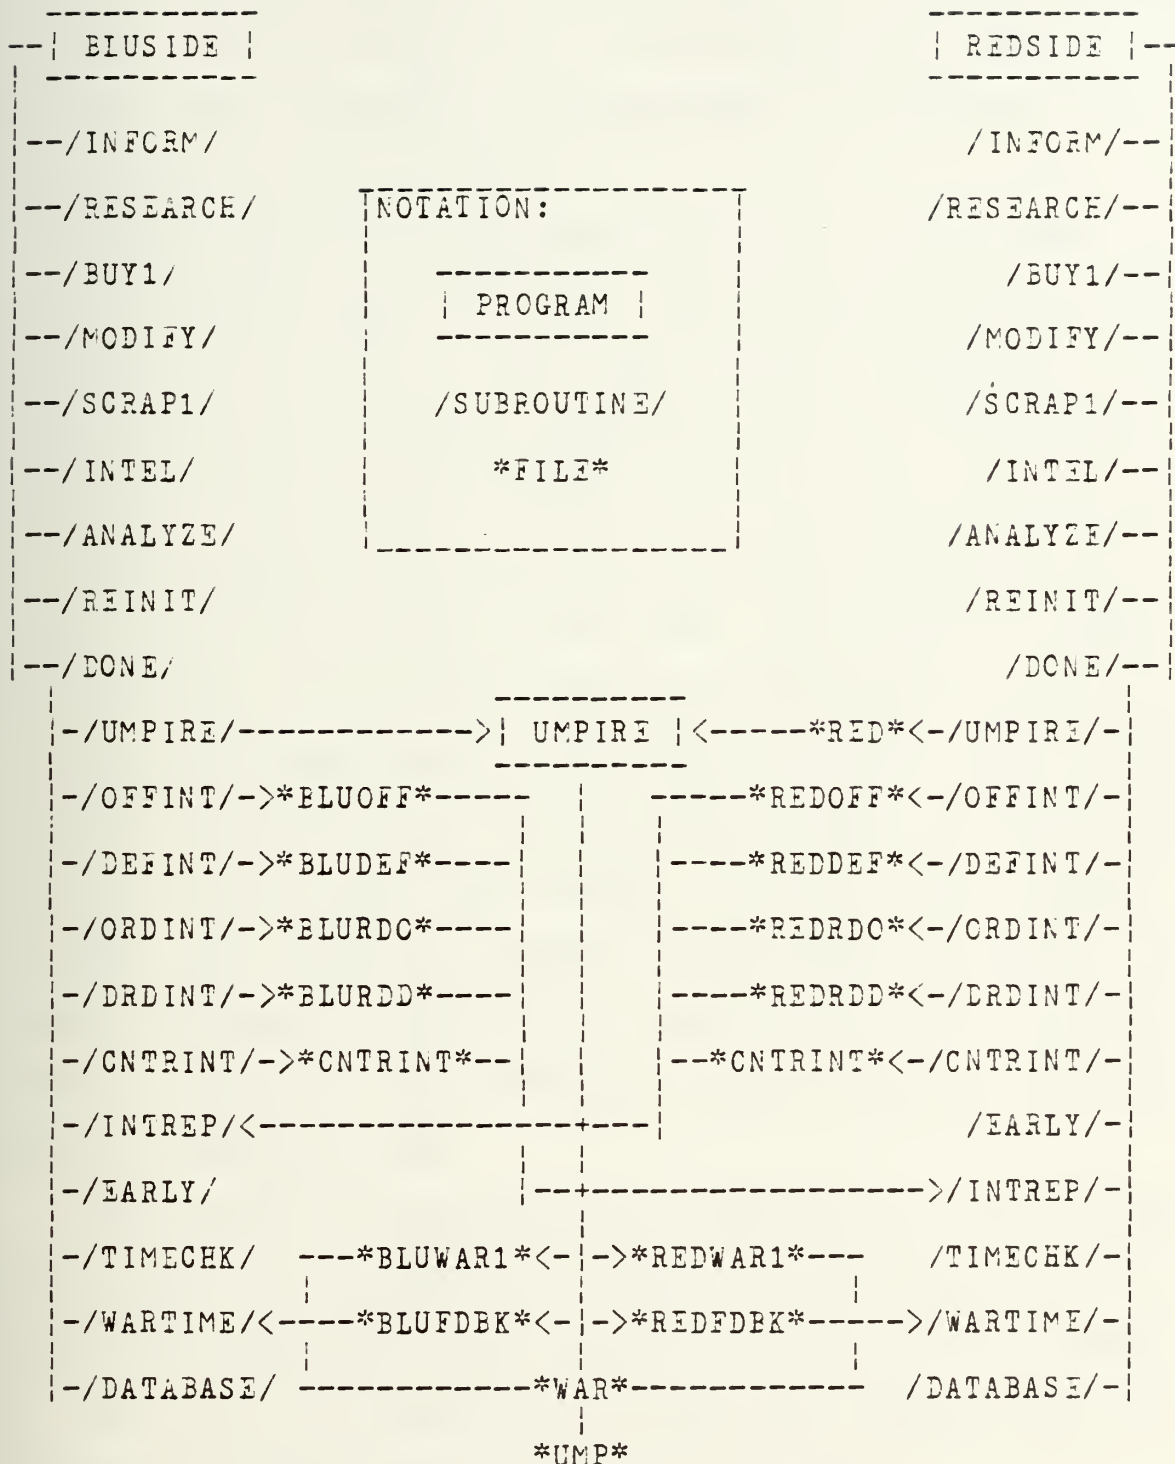 | BLUSIDE | | REDSIDE |
/INFORM/ /INFORM/
/RESEARCH/ NOTATION: /RESEARCH/
/BUY1/ | PROGRAM | /BUY1/
/MODIFY/ /MODIFY/
/SCRAP1/ /SUBROUTINE/ /SCRAP1/
/INTEL/ *FILE* /INTEL/
/ANALYZE/ /ANALYZE/
/REINIT/ /REINIT/
/DONE/ /DONE/
-/UMPIRE/------------>| UMPIRE |<-----*RED*<-/UMPIRE/-
-/OFFINT/->*BLUOFF*----- -----*REDOFF*<-/OFFINT/-
-/DEFINT/->*BLUDEF*---- ----*REDDEF*<-/DEFINT/-
-/ORDINT/->*BLURDO*---- ----*REDRDO*<-/ORDINT/-
-/DRDINT/->*BLURDD*---- ----*REDRDD*<-/DRDINT/-
-/CNTRINT/->*CNTRINT*-- --*CNTRINT*<-/CNTRINT/-
-/INTREP/<-----------------+---| /EARLY/-
-/EARLY/ |--+----------------->/INTREP/-
-/TIMECHK/ ---*BLUWAR1*<-|->*REDWAR1*--- /TIMECHK/-
-/WARTIME/<----*BLUFDBK*<-|->*REDFDBK*----->/WARTIME/-
-/DATABASE/ ------------*WAR*------------ /DATABASE/-
*UMP*